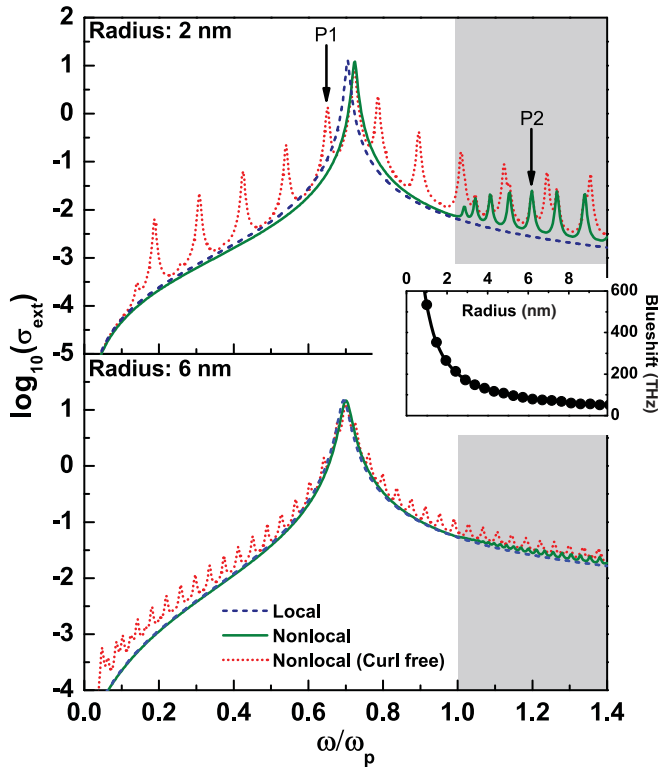 Radius: 2 nm
P1
P2
1
0
-1
-2
-3
-4
-5
log10(σext)
0 2 4 6 8
Radius (nm)
600
400
200
0
Blueshift (THz)
Radius: 6 nm
1
0
-1
-2
-3
-4
Local
Nonlocal
Nonlocal (Curl free)
0.0 0.2 0.4 0.6 0.8 1.0 1.2 1.4
ω/ωp